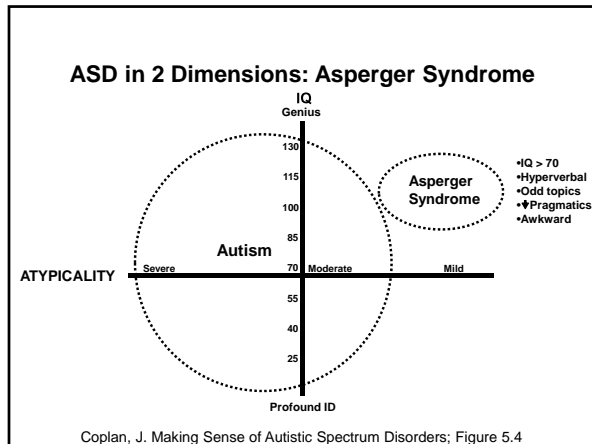 ASD in 2 Dimensions: Asperger Syndrome
IQ
Genius
130
115
100
85
70
55
40
25
Profound ID
ATYPICALITY
Severe
Moderate
Mild
Autism
Asperger
Syndrome
•IQ > 70
•Hyperverbal
•Odd topics
•🡇Pragmatics
•Awkward
Coplan, J. Making Sense of Autistic Spectrum Disorders; Figure 5.4